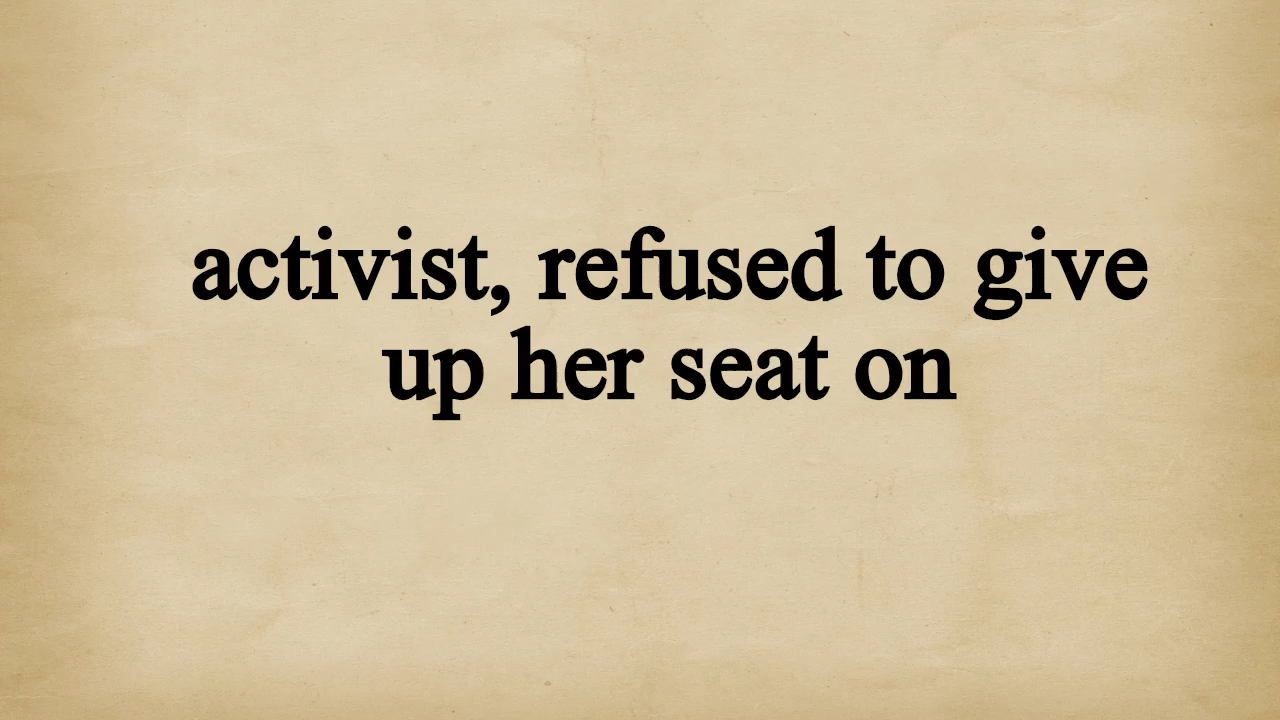 activist, refused to give
up her seat on